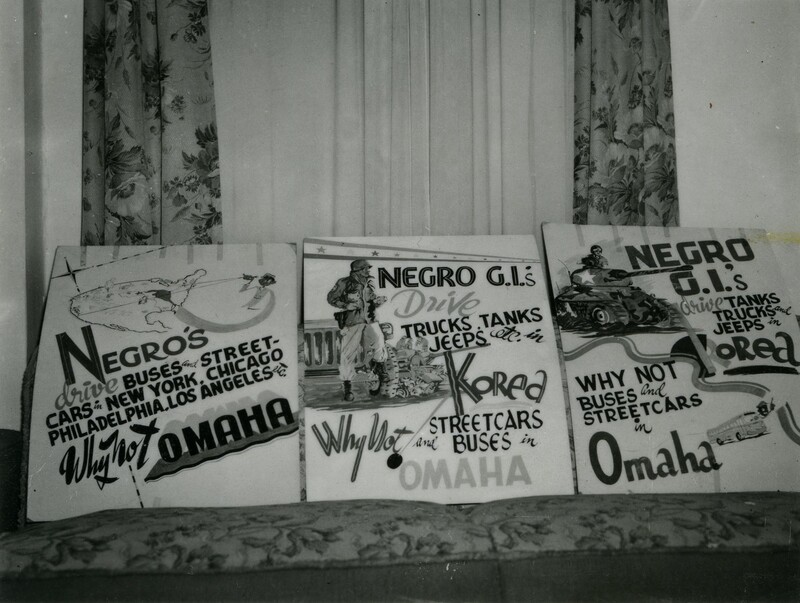 NEGRO'S
drive BUSES and STREET-
CARS in NEW YORK, CHICAGO
PHILADELPHIA, LOS ANGELES etc.
Why Not OMAHA
NEGRO G.I.'s
Drive
TRUCKS, TANKS
JEEPS, etc. in
Korea
Why Not STREETCARS
and BUSES in
OMAHA
NEGRO
G.I.'s
drive TANKS
TRUCKS and
JEEPS in
Korea
WHY NOT
BUSES and
STREETCARS
in
Omaha